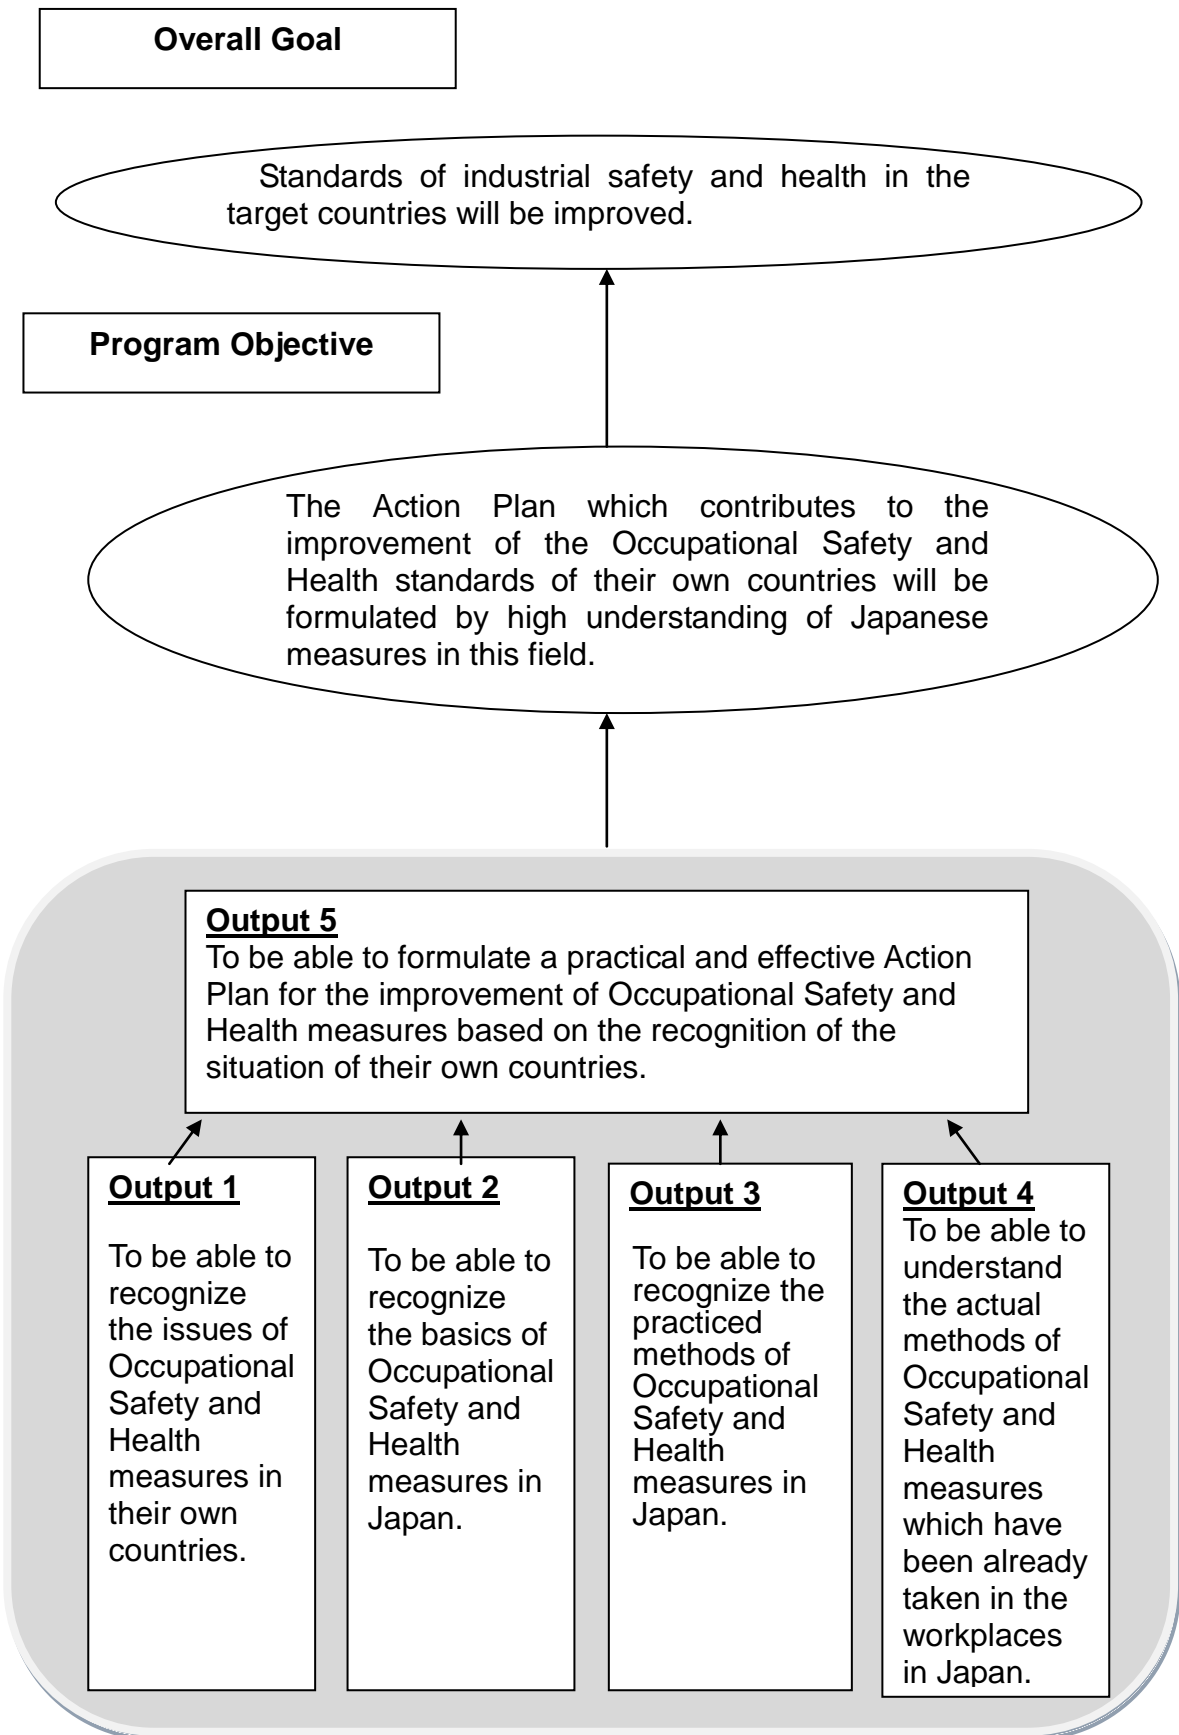 Overall Goal
Standards of industrial safety and health in the
target countries will be improved.
Program Objective
The Action Plan which contributes to the
improvement of the Occupational Safety and
Health standards of their own countries will be
formulated by high understanding of Japanese
measures in this field.
Output 5
To be able to formulate a practical and effective Action
Plan for the improvement of Occupational Safety and
Health measures based on the recognition of the
situation of their own countries.
Output 1
To be able to
recognize
the issues of
Occupational
Safety and
Health
measures in
their own
countries.
Output 2
To be able to
recognize
the basics of
Occupational
Safety and
Health
measures in
Japan.
Output 3
To be able to
recognize the
practiced
methods of
Occupational
Safety and
Health
measures in
Japan.
Output 4
To be able to
understand
the actual
methods of
Occupational
Safety and
Health
measures
which have
been already
taken in the
workplaces
in Japan.